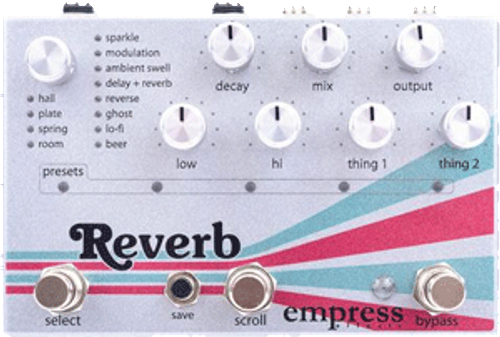 sparkle
modulation
ambient swell
delay + reverb
hall
reverse
plate
ghost
spring
lo-fi
room
beer
decay
mix
output
low
hi
thing 1
thing 2
presets
Reverb
select
save
scroll
empress
effects
bypass